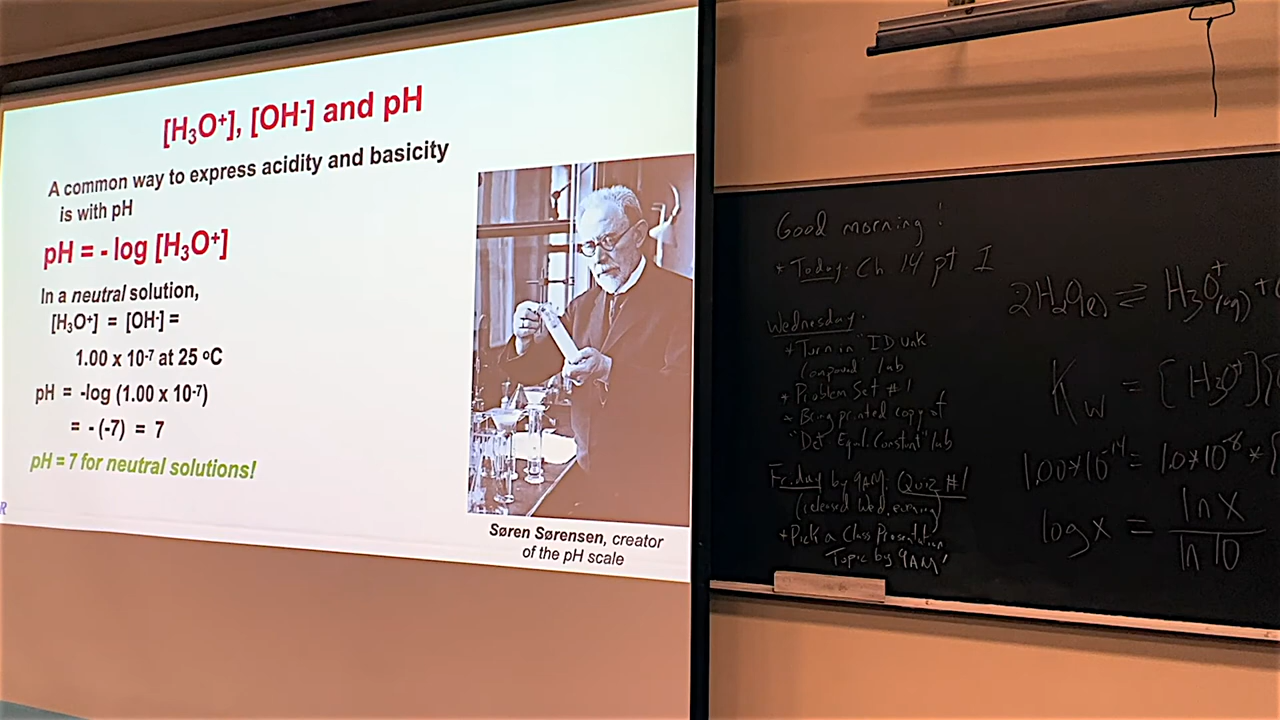 [H₃O⁺], [OH-] and pH
A common way to express acidity and basicity
is with pH
pH = - log [H₃O⁺]
In a neutral solution,
[H₃O⁺] = [OH-] =
1.00 x 10⁻⁷ at 25 ºC
pH = -log (1.00 x 10⁻⁷)
= - (-7) = 7
pH = 7 for neutral solutions!
R
Søren Sørensen, creator
of the pH scale
Good morning!
* Today: Ch 14 pt I
Wednesday:
* Turn in "ID Unk
Compound" lab
* Problem Set #1
* Bring printed copy of
"Det. Equl. Constant" lab
Friday by 9AM: Quiz #1
(released Wed. evening)
* Pick a Class Presentation
Topic by 9AM!
2H₂O(l) ⇌ H₃O⁺(aq) +
K_w = [H₃O⁺][
1.00*10⁻¹⁴ = 1.0*10⁻⁸ *
log x = ln x
ln 10